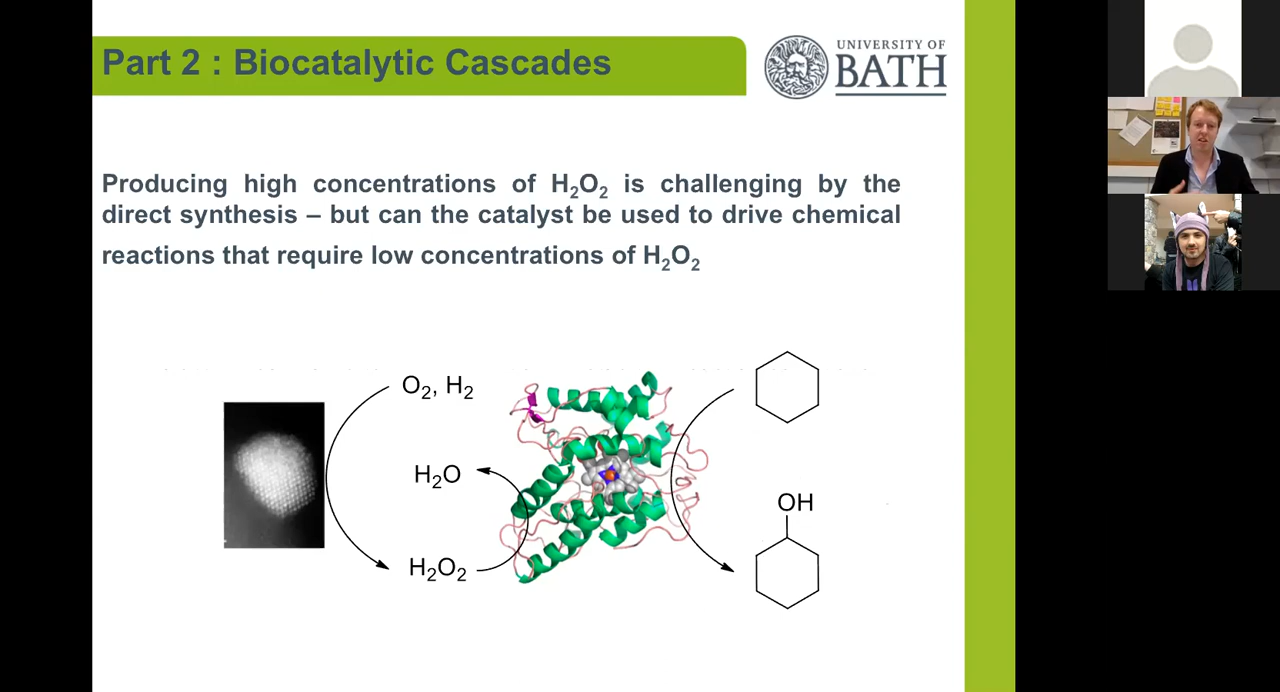 Part 2 : Biocatalytic Cascades
UNIVERSITY OF
BATH
Producing high concentrations of H₂O₂ is challenging by the
direct synthesis – but can the catalyst be used to drive chemical
reactions that require low concentrations of H₂O₂
O₂, H₂
H₂O
OH
H₂O₂